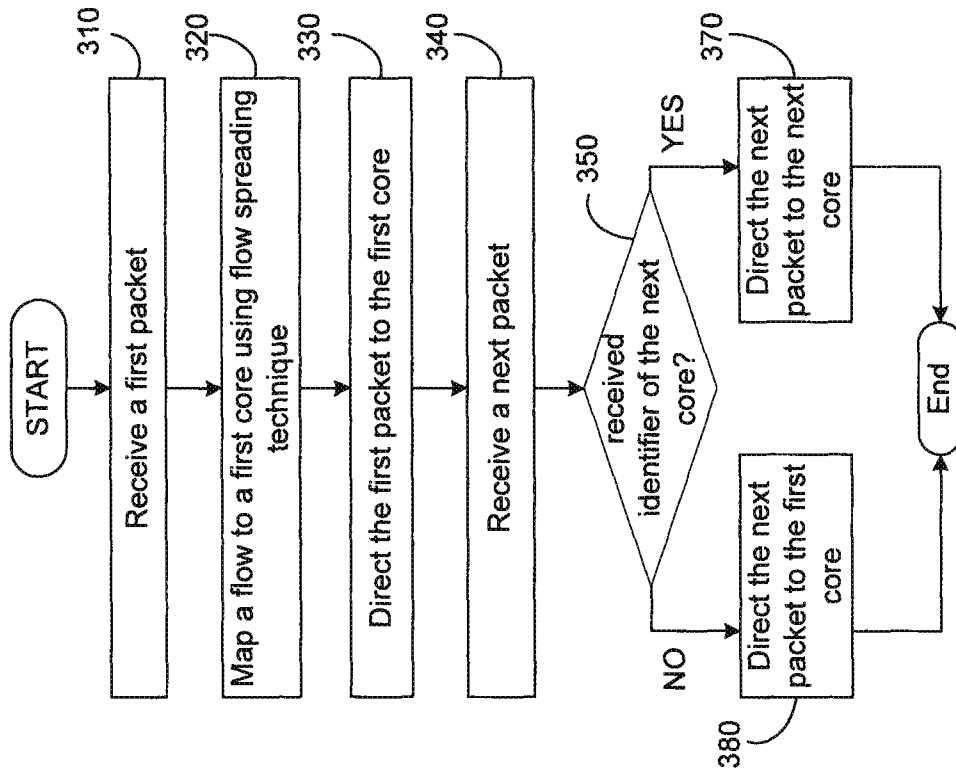 START
310
Receive a first packet
320
Map a flow to a first core using flow spreading
technique
330
Direct the first packet to the first core
340
Receive a next packet
350
received
identifier of the next
core?
NO
YES
380
Direct the next
packet to the first
core
370
Direct the next
packet to the next
core
End